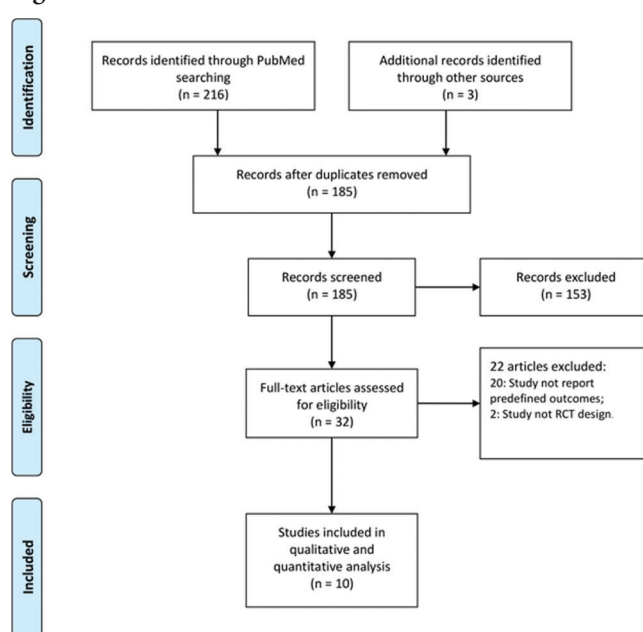 Identification
Records identified through PubMed
searching
(n = 216)
Additional records identified
through other sources
(n = 3)
Records after duplicates removed
(n = 185)
Screening
Records screened
(n = 185)
Records excluded
(n = 153)
Eligibility
Full-text articles assessed
for eligibility
(n = 32)
22 articles excluded:
20: Study not report
predefined outcomes;
2: Study not RCT design.
Included
Studies included in
qualitative and
quantitative analysis
(n = 10)